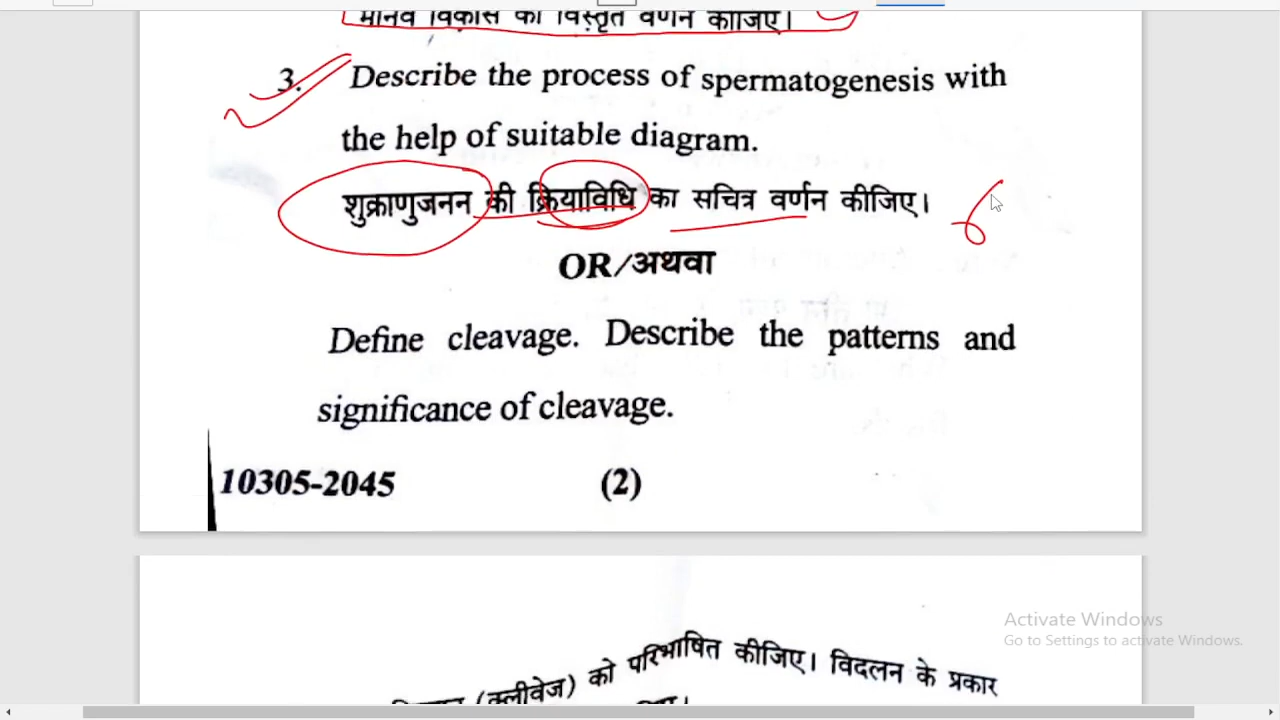 मानव विकास का विस्तृत वर्णन कीजिए।
3. Describe the process of spermatogenesis with
the help of suitable diagram.
शुक्राणुजनन की क्रियाविधि का सचित्र वर्णन कीजिए।
OR/अथवा
Define cleavage. Describe the patterns and
significance of cleavage.
10305-2045 (2)
Activate Windows
Go to Settings to activate Windows.
(क्लीवेज) को परिभाषित कीजिए। विदलन के प्रकार